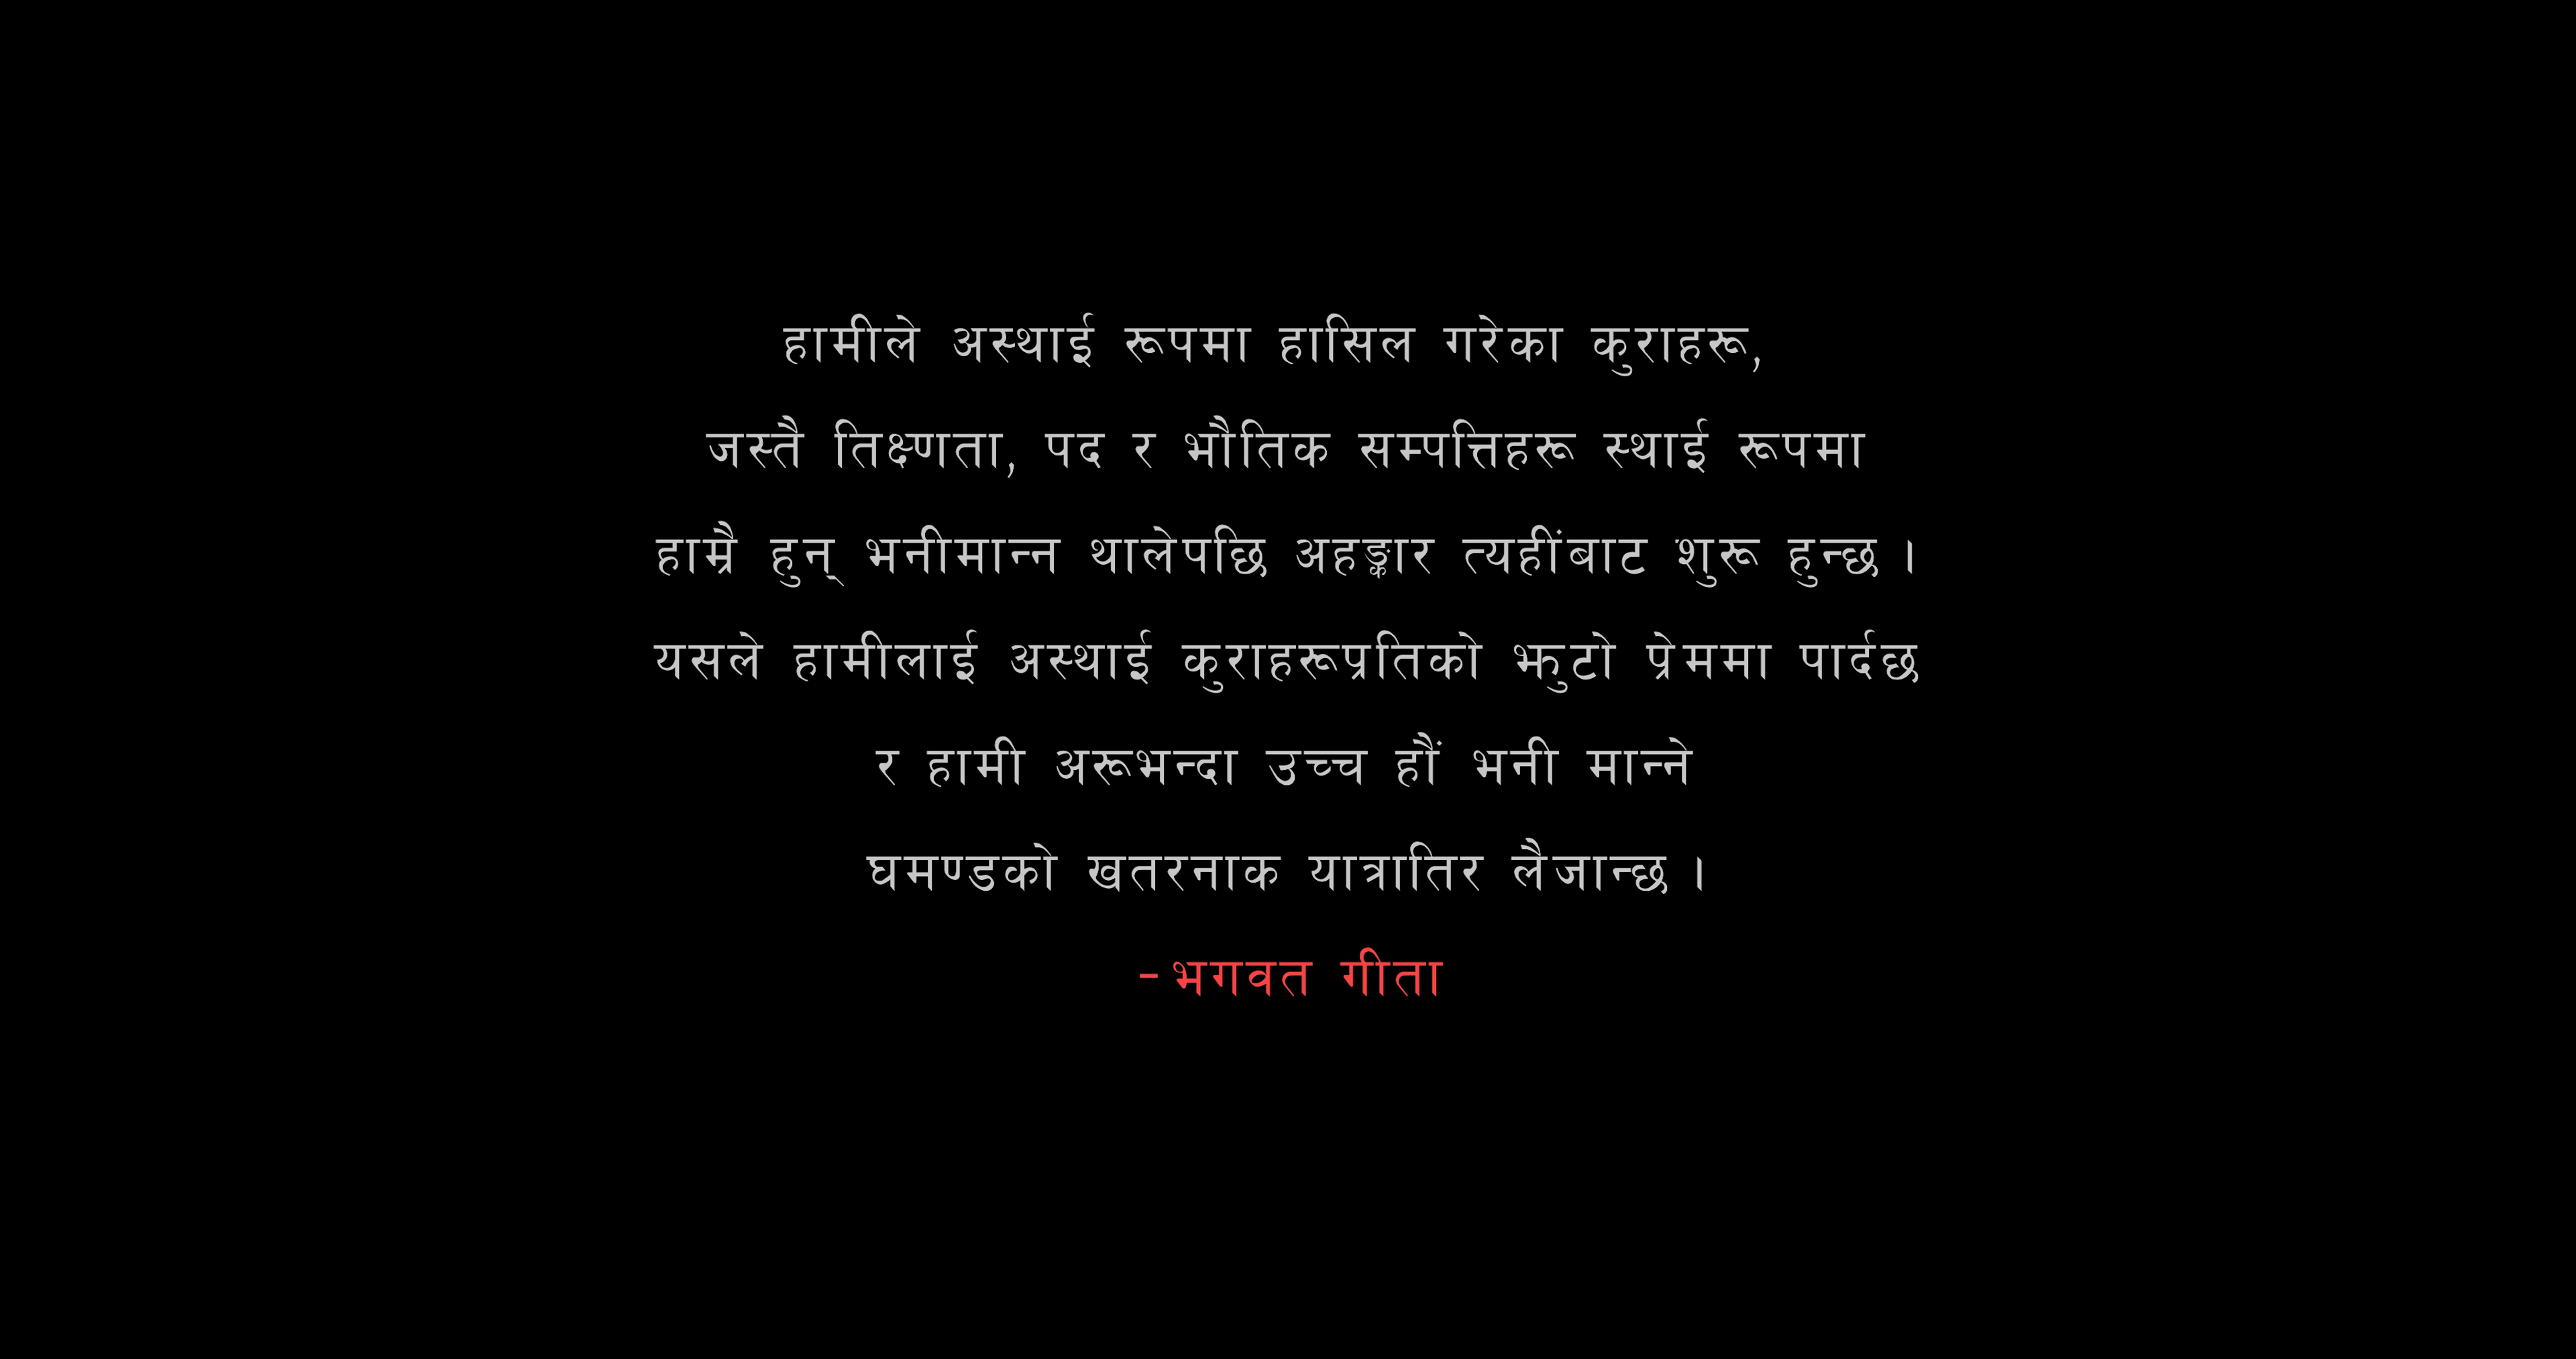 हामीले अस्थाई रूपमा हासिल गरेका कुराहरू,
जस्तै तिक्ष्णता, पद र भौतिक सम्पत्तिहरू स्थाई रूपमा
हाम्रै हुन् भनीमान्न थालेपछि अहङ्कार त्यहींबाट शुरू हुन्छ ।
यसले हामीलाई अस्थाई कुराहरूप्रतिको झुटो प्रेममा पार्दछ
र हामी अरूभन्दा उच्च हौं भनी मान्ने
घमण्डको खतरनाक यात्रातिर लैजान्छ ।
-भगवत गीता